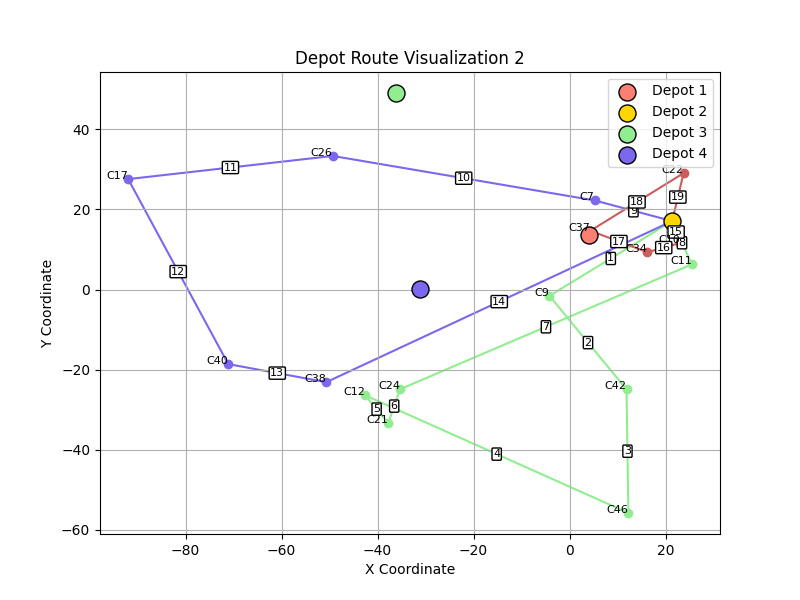 Depot Route Visualization 2
Depot 1
Depot 2
Depot 3
Depot 4
Y Coordinate
40
20
0
−20
−40
−60
−80
−60
−40
−20
0
20
X Coordinate
C26
C17
C22
C7
C37
C34
C11
C9
C40
C38
C12
C24
C21
C42
C46
11
10
19
18
9
15
17
16
8
1
12
14
7
2
13
5
6
3
4